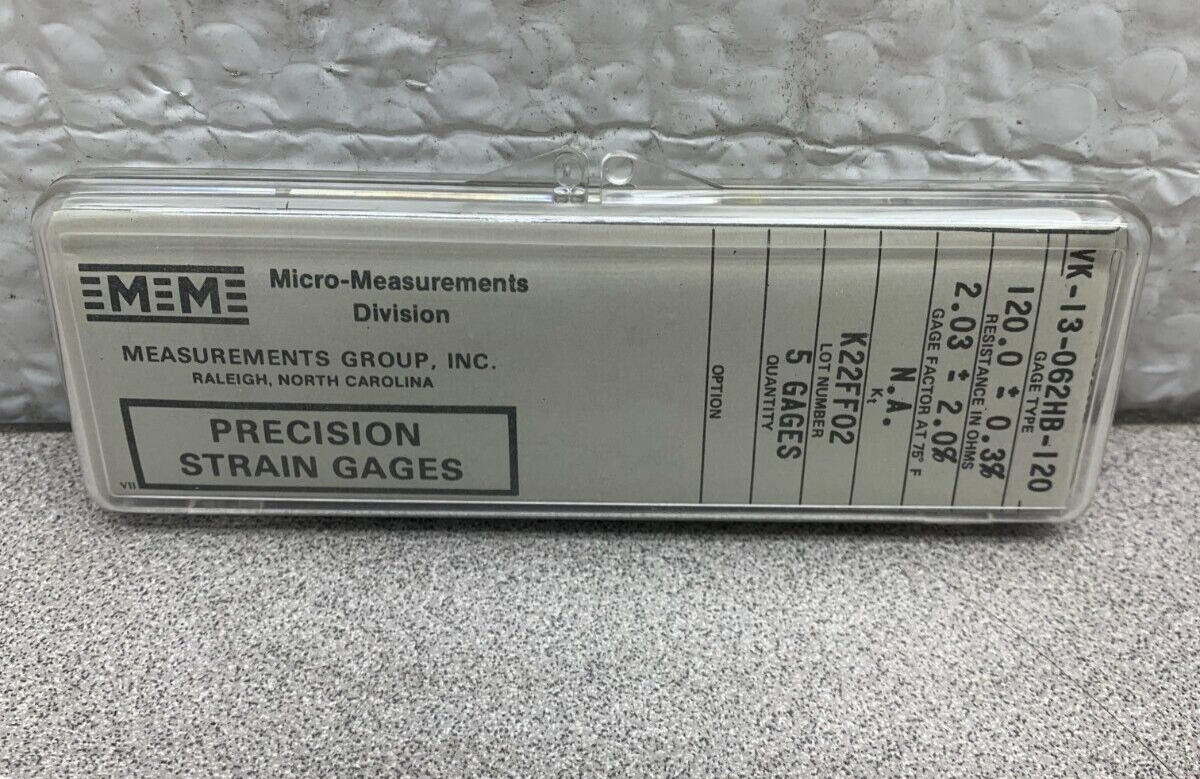 MM
Micro-Measurements
Division
MEASUREMENTS GROUP, INC.
RALEIGH, NORTH CAROLINA
PRECISION
STRAIN GAGES
VII
VK-13-062HB-120
GAGE TYPE
120.0 ± 0.3%
RESISTANCE IN OHMS
2.03 ± 2.0%
GAGE FACTOR AT 75° F
N.A.
Kt
K22FF02
LOT NUMBER
5 GAGES
QUANTITY
OPTION